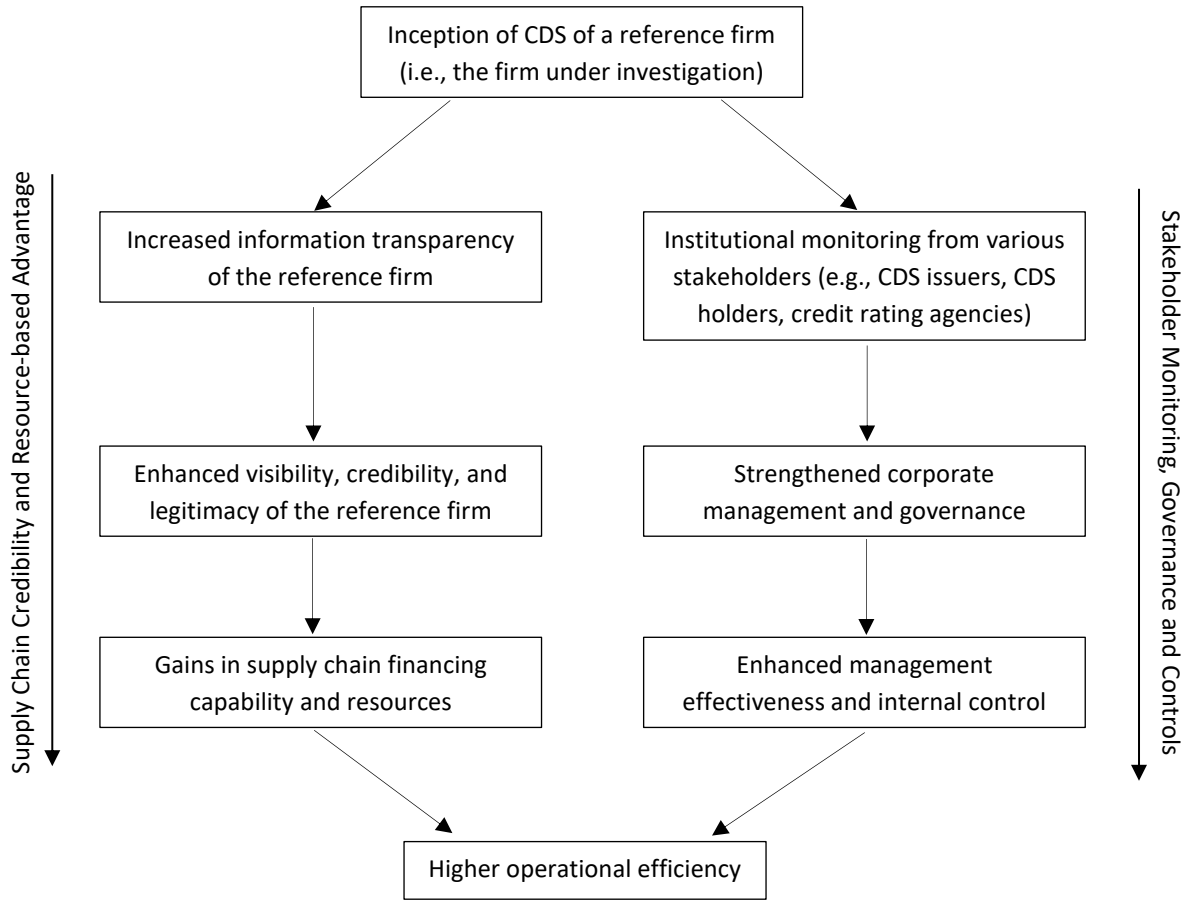 Inception of CDS of a reference firm
(i.e., the firm under investigation)
Supply Chain Credibility and Resource-based Advantage
Increased information transparency
of the reference firm
Enhanced visibility, credibility, and
legitimacy of the reference firm
Gains in supply chain financing
capability and resources
Institutional monitoring from various
stakeholders (e.g., CDS issuers, CDS
holders, credit rating agencies)
Strengthened corporate
management and governance
Enhanced management
effectiveness and internal control
Stakeholder Monitoring, Governance and Controls
Higher operational efficiency